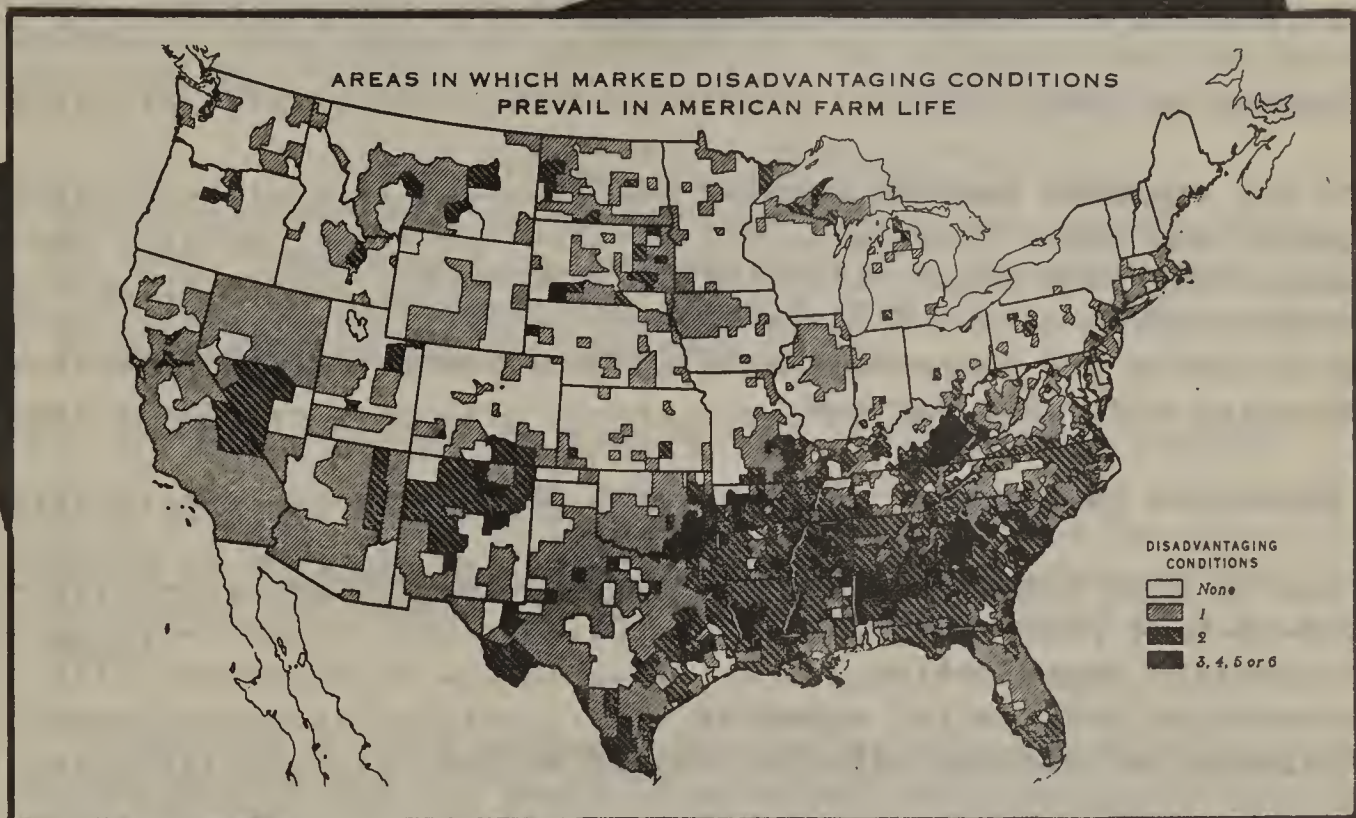 AREAS IN WHICH MARKED DISADVANTAGING CONDITIONS
PREVAIL IN AMERICAN FARM LIFE
DISADVANTAGING
CONDITIONS
None
1
2
3, 4, 5 or 6